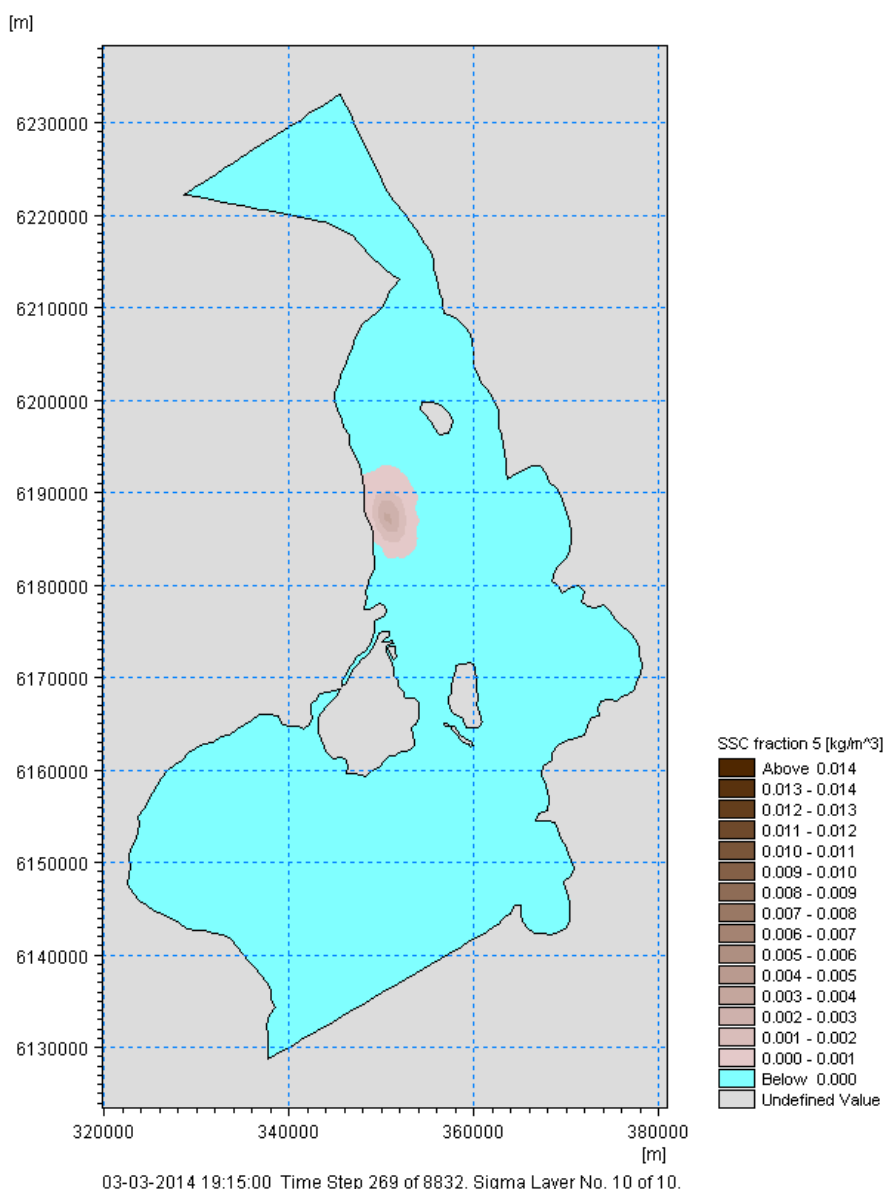 [m]
6230000
6220000
6210000
6200000
6190000
6180000
6170000
6160000
6150000
6140000
6130000
320000 340000 360000 380000
[m]
SSC fraction 5 [kg/m^3]
Above 0.014
0.013 - 0.014
0.012 - 0.013
0.011 - 0.012
0.010 - 0.011
0.009 - 0.010
0.008 - 0.009
0.007 - 0.008
0.006 - 0.007
0.005 - 0.006
0.004 - 0.005
0.003 - 0.004
0.002 - 0.003
0.001 - 0.002
0.000 - 0.001
Below 0.000
Undefined Value
03-03-2014 19:15:00 Time Step 269 of 8832. Sigma Layer No. 10 of 10.